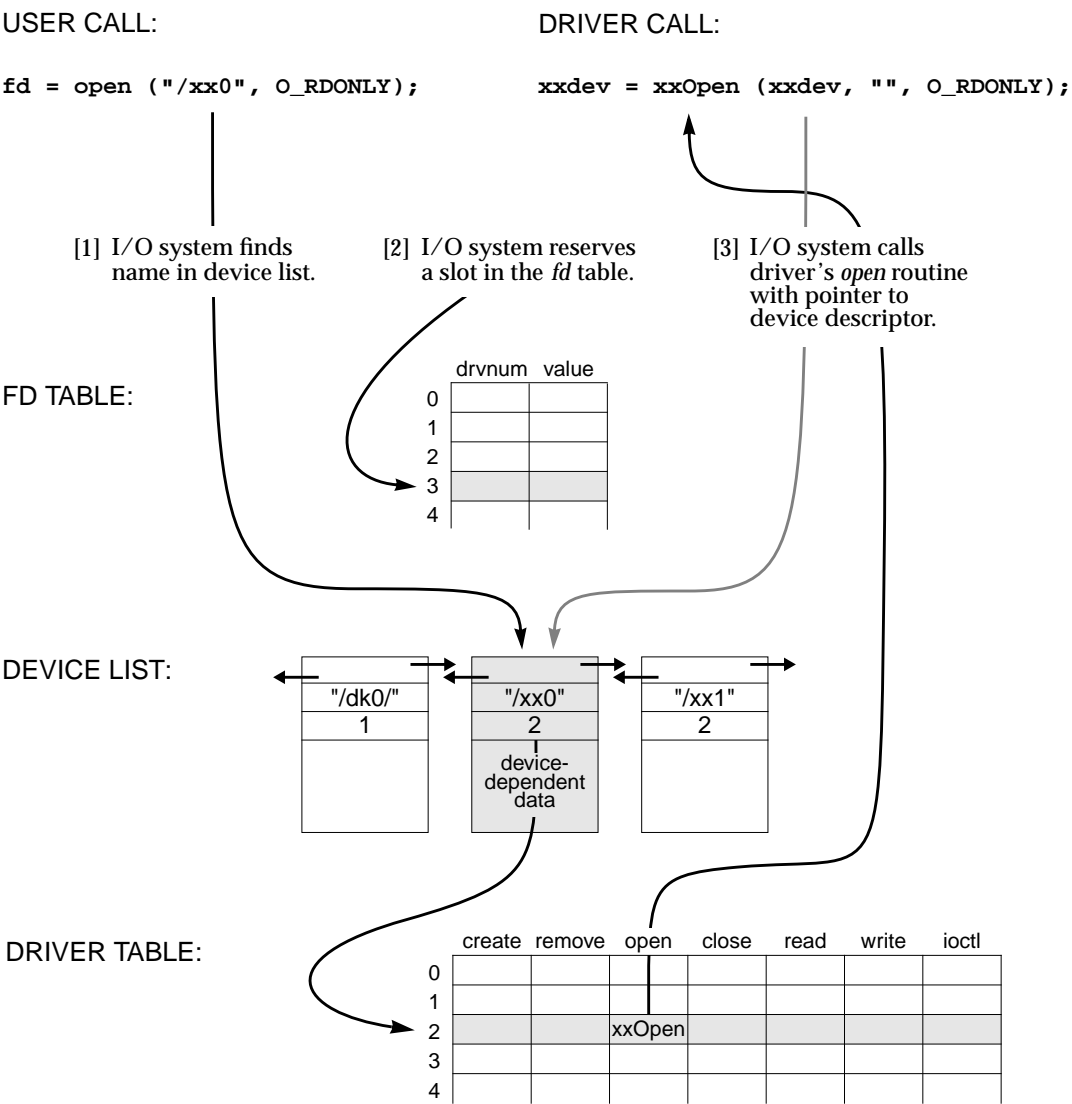 USER CALL:
DRIVER CALL:
fd = open ("/xx0", O_RDONLY);
xxdev = xxOpen (xxdev, "", O_RDONLY);
[1] I/O system finds
name in device list.
[2] I/O system reserves
a slot in the fd table.
[3] I/O system calls
driver's open routine
with pointer to
device descriptor.
FD TABLE:
drvnum value
0
1
2
3
4
DEVICE LIST:
"/dk0/"
1
"/xx0"
2
device-
dependent
data
"/xx1"
2
DRIVER TABLE:
create remove open close read write ioctl
0
1
2 xxOpen
3
4